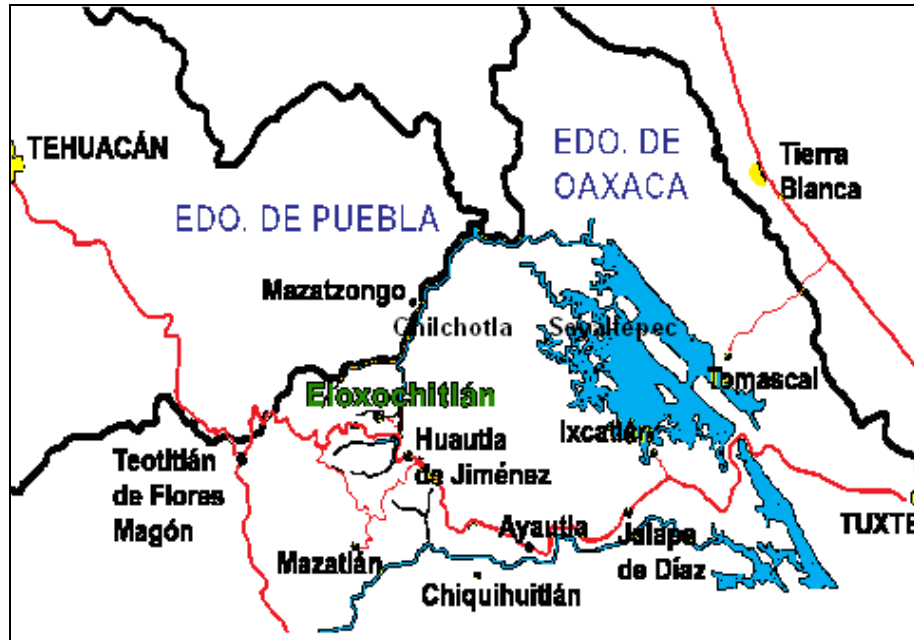 EDO. DE
OAXACA
TEHUACÁN
Tierra
Blanca
EDO. DE PUEBLA
Mazatzongo
Chilchotla
Soyaltepec
Temascal
Eloxochitlán
Ixcatlán
Huautla
de Jiménez
Teotitlán
de Flores
Magón
TUXTE
Ayautla
Jalapa
de Díaz
Mazatlán
Chiquihuitlán